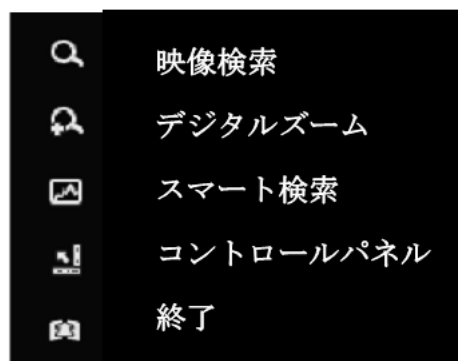 映像検索
デジタルズーム
スマート検索
コントロールパネル
終了